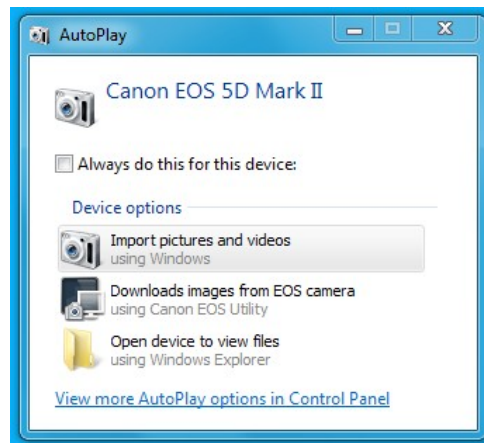 AutoPlay
Canon EOS 5D Mark II
Always do this for this device:
Device options
Import pictures and videos
using Windows
Downloads images from EOS camera
using Canon EOS Utility
Open device to view files
using Windows Explorer
View more AutoPlay options in Control Panel